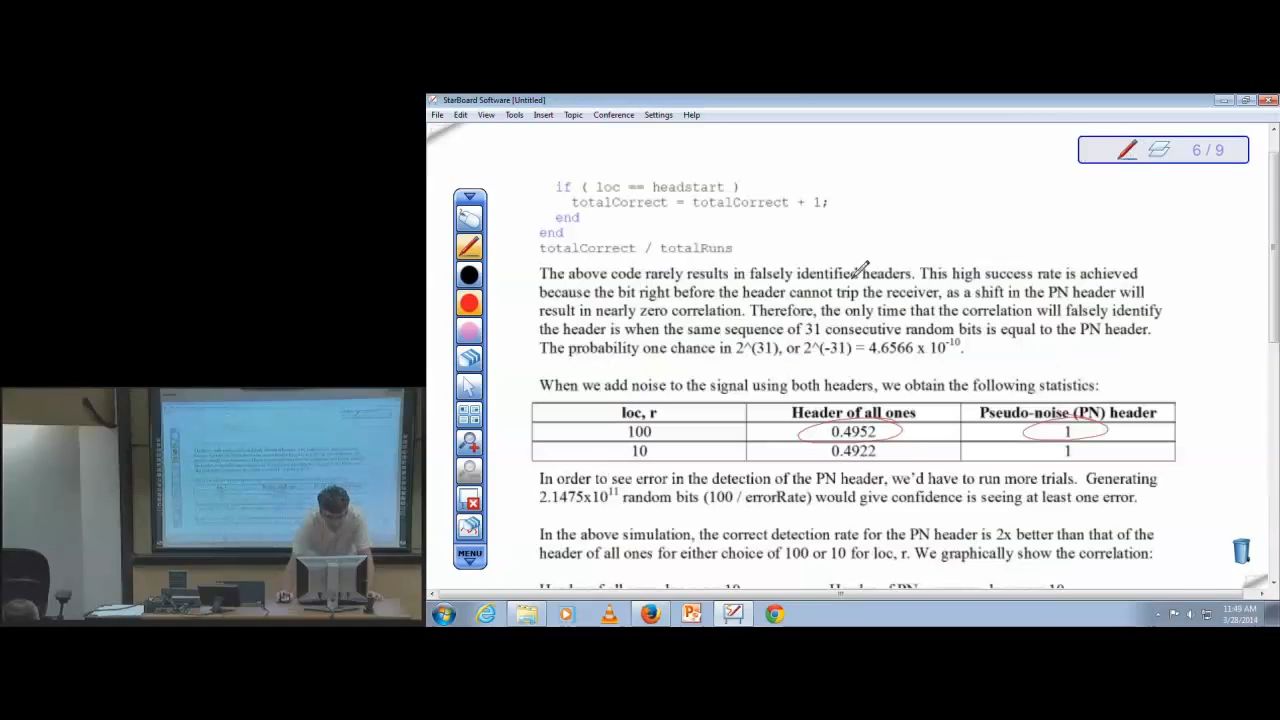 StarBoard Software [Untitled]
File Edit View Tools Insert Topic Conference Settings Help
6 / 9
if ( loc == headstart )
totalCorrect = totalCorrect + 1;
end
end
totalCorrect / totalRuns
The above code rarely results in falsely identified headers. This high success rate is achieved
because the bit right before the header cannot trip the receiver, as a shift in the PN header will
result in nearly zero correlation. Therefore, the only time that the correlation will falsely identify
the header is when the same sequence of 31 consecutive random bits is equal to the PN header.
The probability one chance in 2^(31), or 2^(-31) = 4.6566 x 10-10.
When we add noise to the signal using both headers, we obtain the following statistics:
loc, r Header of all ones Pseudo-noise (PN) header
100 0.4952 1
10 0.4922 1
In order to see error in the detection of the PN header, we'd have to run more trials. Generating
2.1475x1011 random bits (100 / errorRate) would give confidence is seeing at least one error.
In the above simulation, the correct detection rate for the PN header is 2x better than that of the
header of all ones for either choice of 100 or 10 for loc, r. We graphically show the correlation:
MENU
11:49 AM
3/28/2014